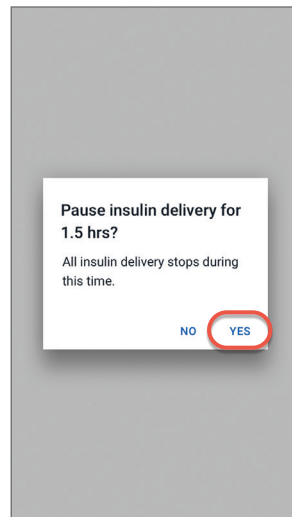 Pause insulin delivery for
1.5 hrs?
All insulin delivery stops during
this time.
NO YES